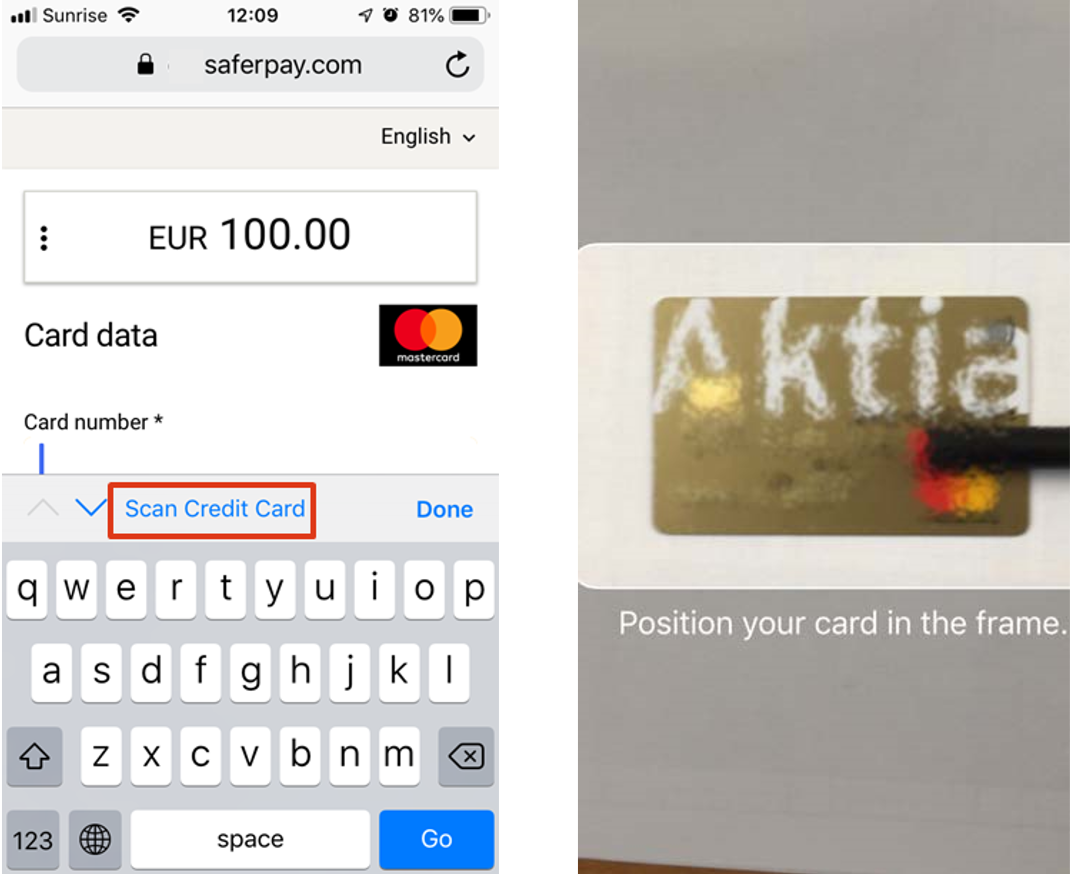 Sunrise 12:09 81%
saferpay.com
English
EUR 100.00
Card data
mastercard
Card number *
Scan Credit Card Done
q w e r t y u i o p
a s d f g h j k l
z x c v b n m
123 space Go
Aktia
Position your card in the frame.